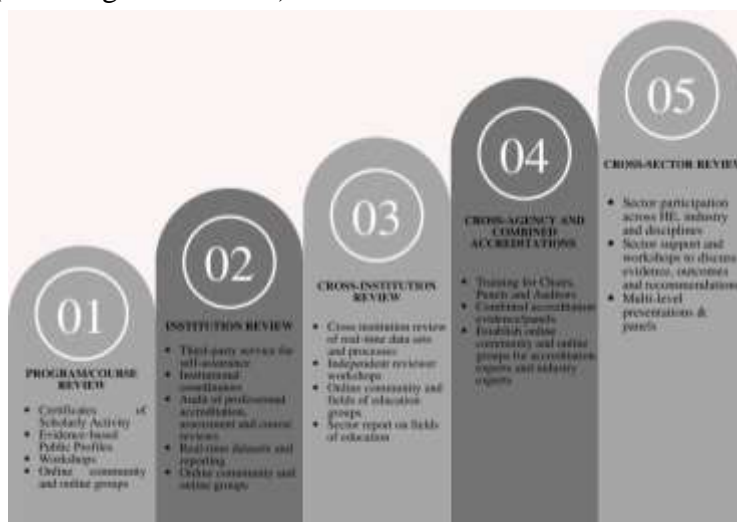 01
PROGRAM/COURSE
REVIEW
• Certificates of
Scholarly Activity
• Evidence-based
Public Profiles
• Workshops
• Online community
and online groups
02
INSTITUTION REVIEW
• Third-party service for
self-assurance
• Institutional
coordinators
• Audit of professional
accreditation,
assessment and course
reviews
• Real-time datasets and
reporting
• Online community and
online groups
03
CROSS-INSTITUTION
REVIEW
• Cross institution review
of real-time data sets
and processes
• Independent reviewer
workshops
• Online community and
fields of education
groups
• Sector report on fields
of education
04
CROSS-AGENCY AND
COMBINED
ACCREDITATIONS
• Training for Chairs,
Panels and Auditors
• Combined accreditation
evidence/panels
• Establish online
community and online
groups for accreditation
experts and industry
experts
05
CROSS-SECTOR REVIEW
• Sector participation
across HE, industry
and disciplines
• Sector support and
workshops to discuss
evidence, outcomes
and recommendations
• Multi-level
presentations &
panels